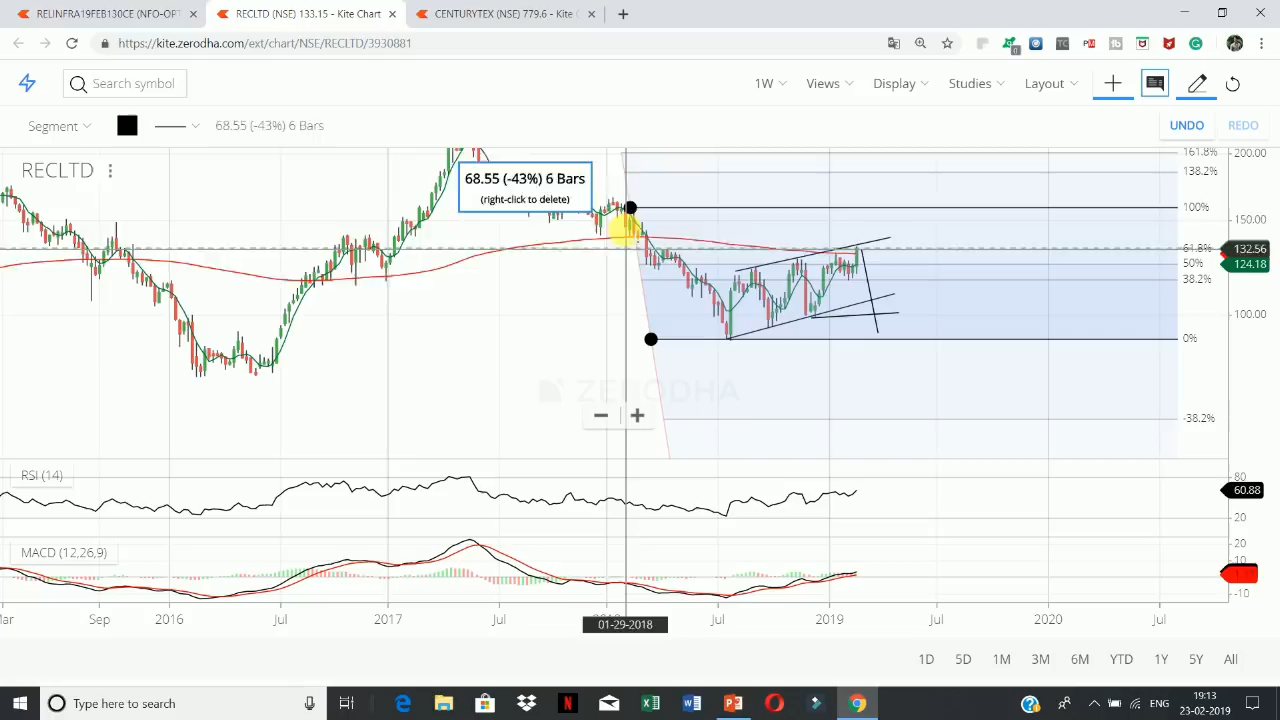 RELINFRA19FEB130CE (NFO-OPT
RECLTD (NSE) 133.15 - Kite Chart
CENTURYTEX (NSE) 779.6 - Kite
https://kite.zerodha.com/ext/chart/NSE/RECLTD/3930881
Search symbol
1W
Views
Display
Studies
Layout
Segment
68.55 (-43%) 6 Bars
UNDO
REDO
RECLTD
68.55 (-43%) 6 Bars
(right-click to delete)
161.8%
200.00
138.2%
100%
150.00
61.8%
132.56
50%
124.18
38.2%
100.00
0%
ZERODHA
-38.2%
RSI (14)
80
60.88
20
MACD (12,26,9)
20
10
-10
Mar
Sep
2016
Jul
2017
Jul
01-29-2018
Jul
2019
Jul
2020
Jul
1D
5D
1M
3M
6M
YTD
1Y
5Y
All
Type here to search
ENG
19:13
23-02-2019